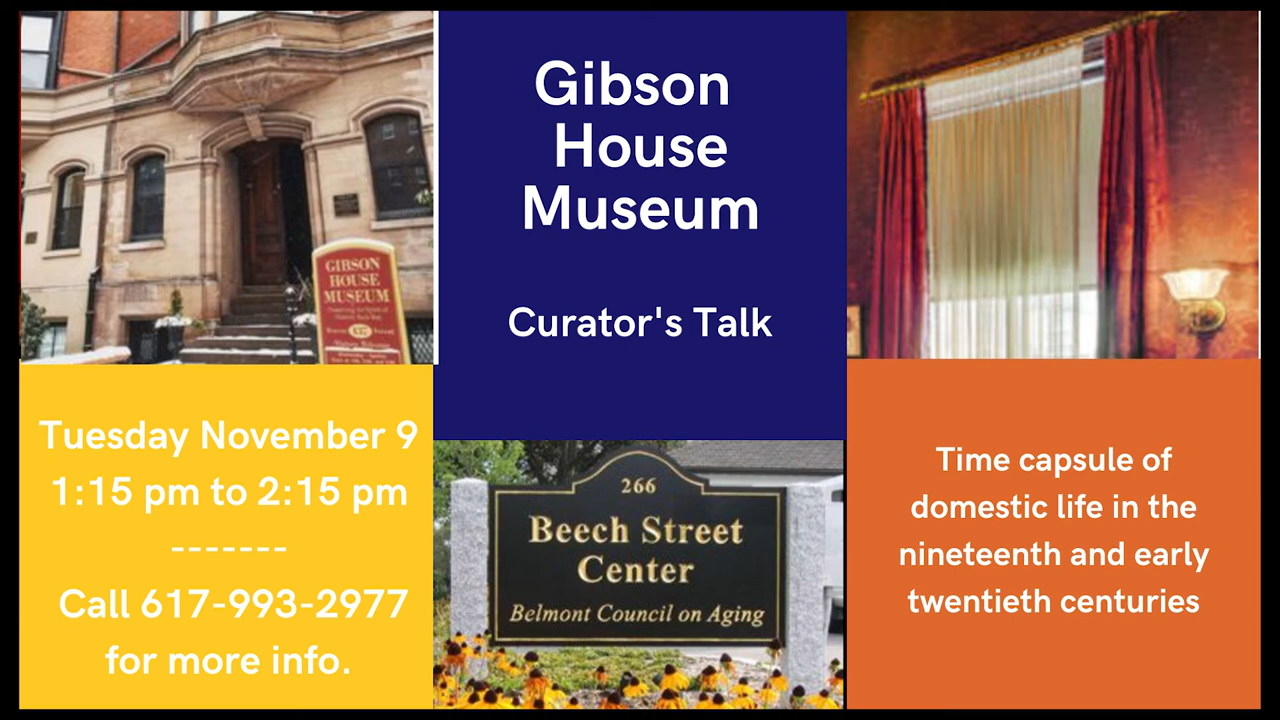 Gibson
House
Museum
Curator's Talk
GIBSON
HOUSE
MUSEUM
Tuesday November 9
1:15 pm to 2:15 pm
-------
Call 617-993-2977
for more info.
266
Beech Street
Center
Belmont Council on Aging
Time capsule of
domestic life in the
nineteenth and early
twentieth centuries